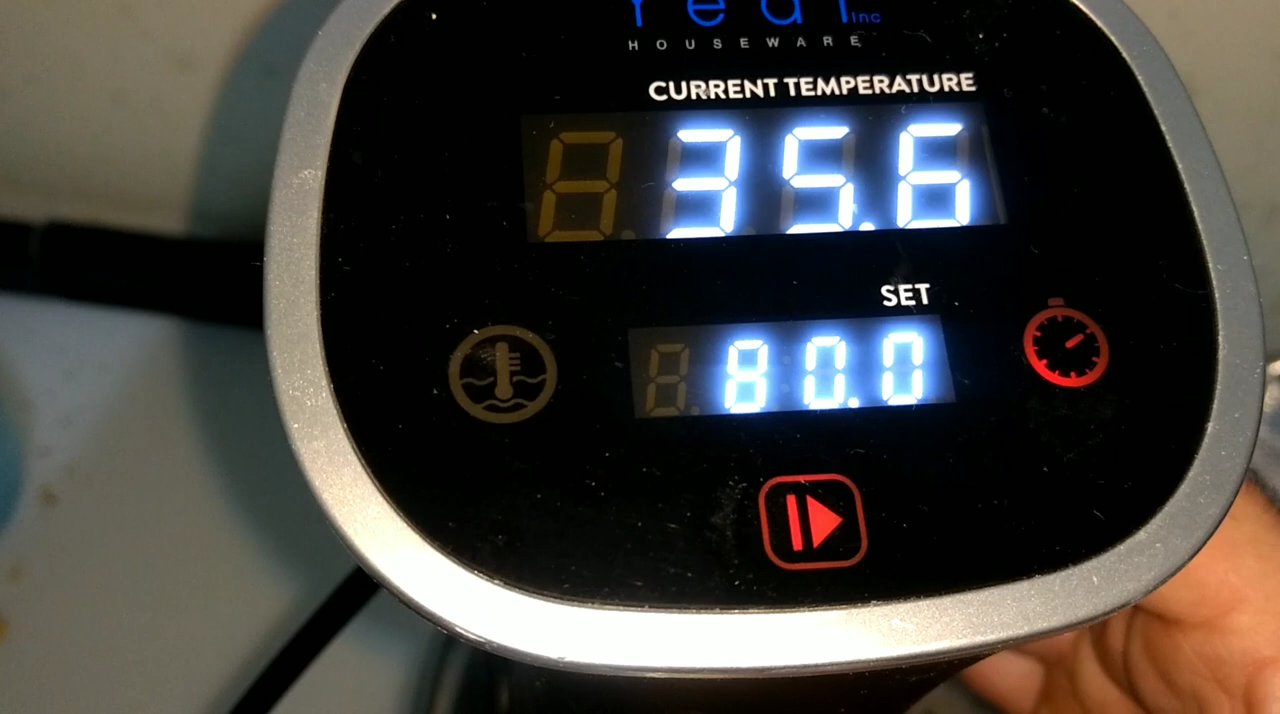 Yedi Inc
HOUSEWARE
CURRENT TEMPERATURE
35.6
SET
80.0